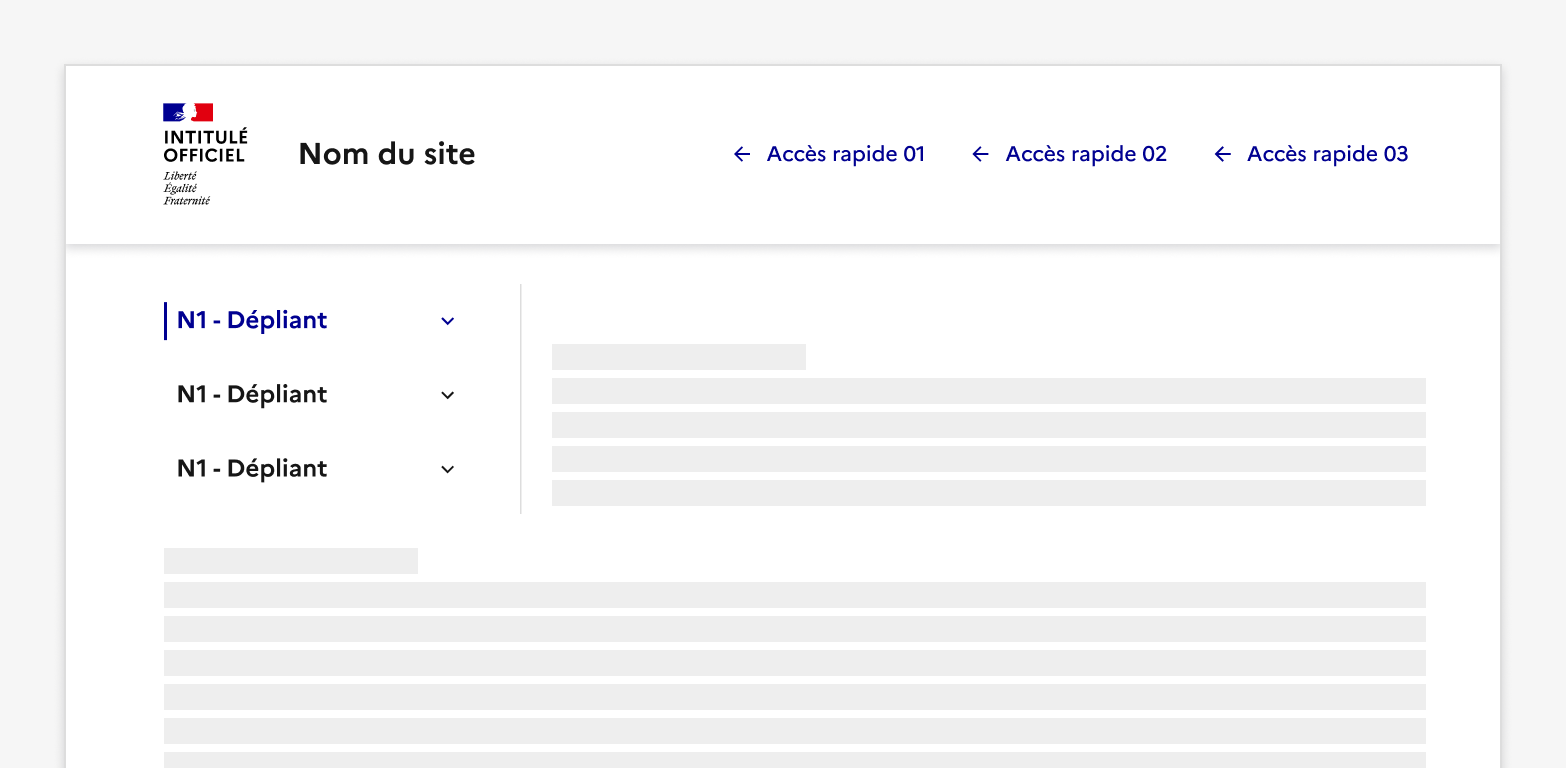 INTITULÉ
OFFICIEL
Liberté
Égalité
Fraternité
Nom du site
Accès rapide 01
Accès rapide 02
Accès rapide 03
N1 - Dépliant
N1 - Dépliant
N1 - Dépliant